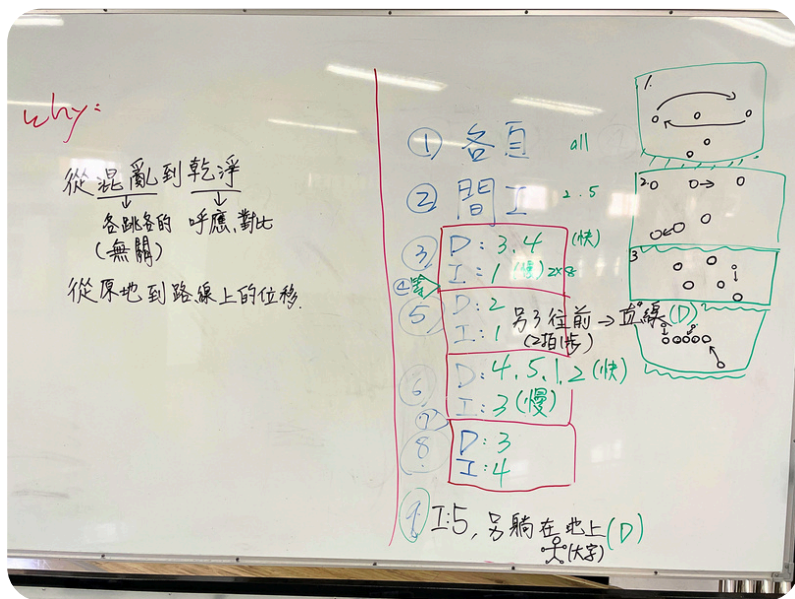 why:
從混亂到乾淨
各跳各的 呼應、對比
(無關)
從原地到路線上的位移.
① 各自 all
② 間 I 2.5
③ D: 3.4 (快)
I: 1 (慢) 2x8
⑤ D: 2
I: 1
另3往前→直線(D)
(2拍1步)
⑥ D: 4.5.1.2 (快)
I: 3 (慢)
⑦
⑧ D: 3
I: 4
I:5, 另躺在地上(D)
(大字)
1.
2.
3